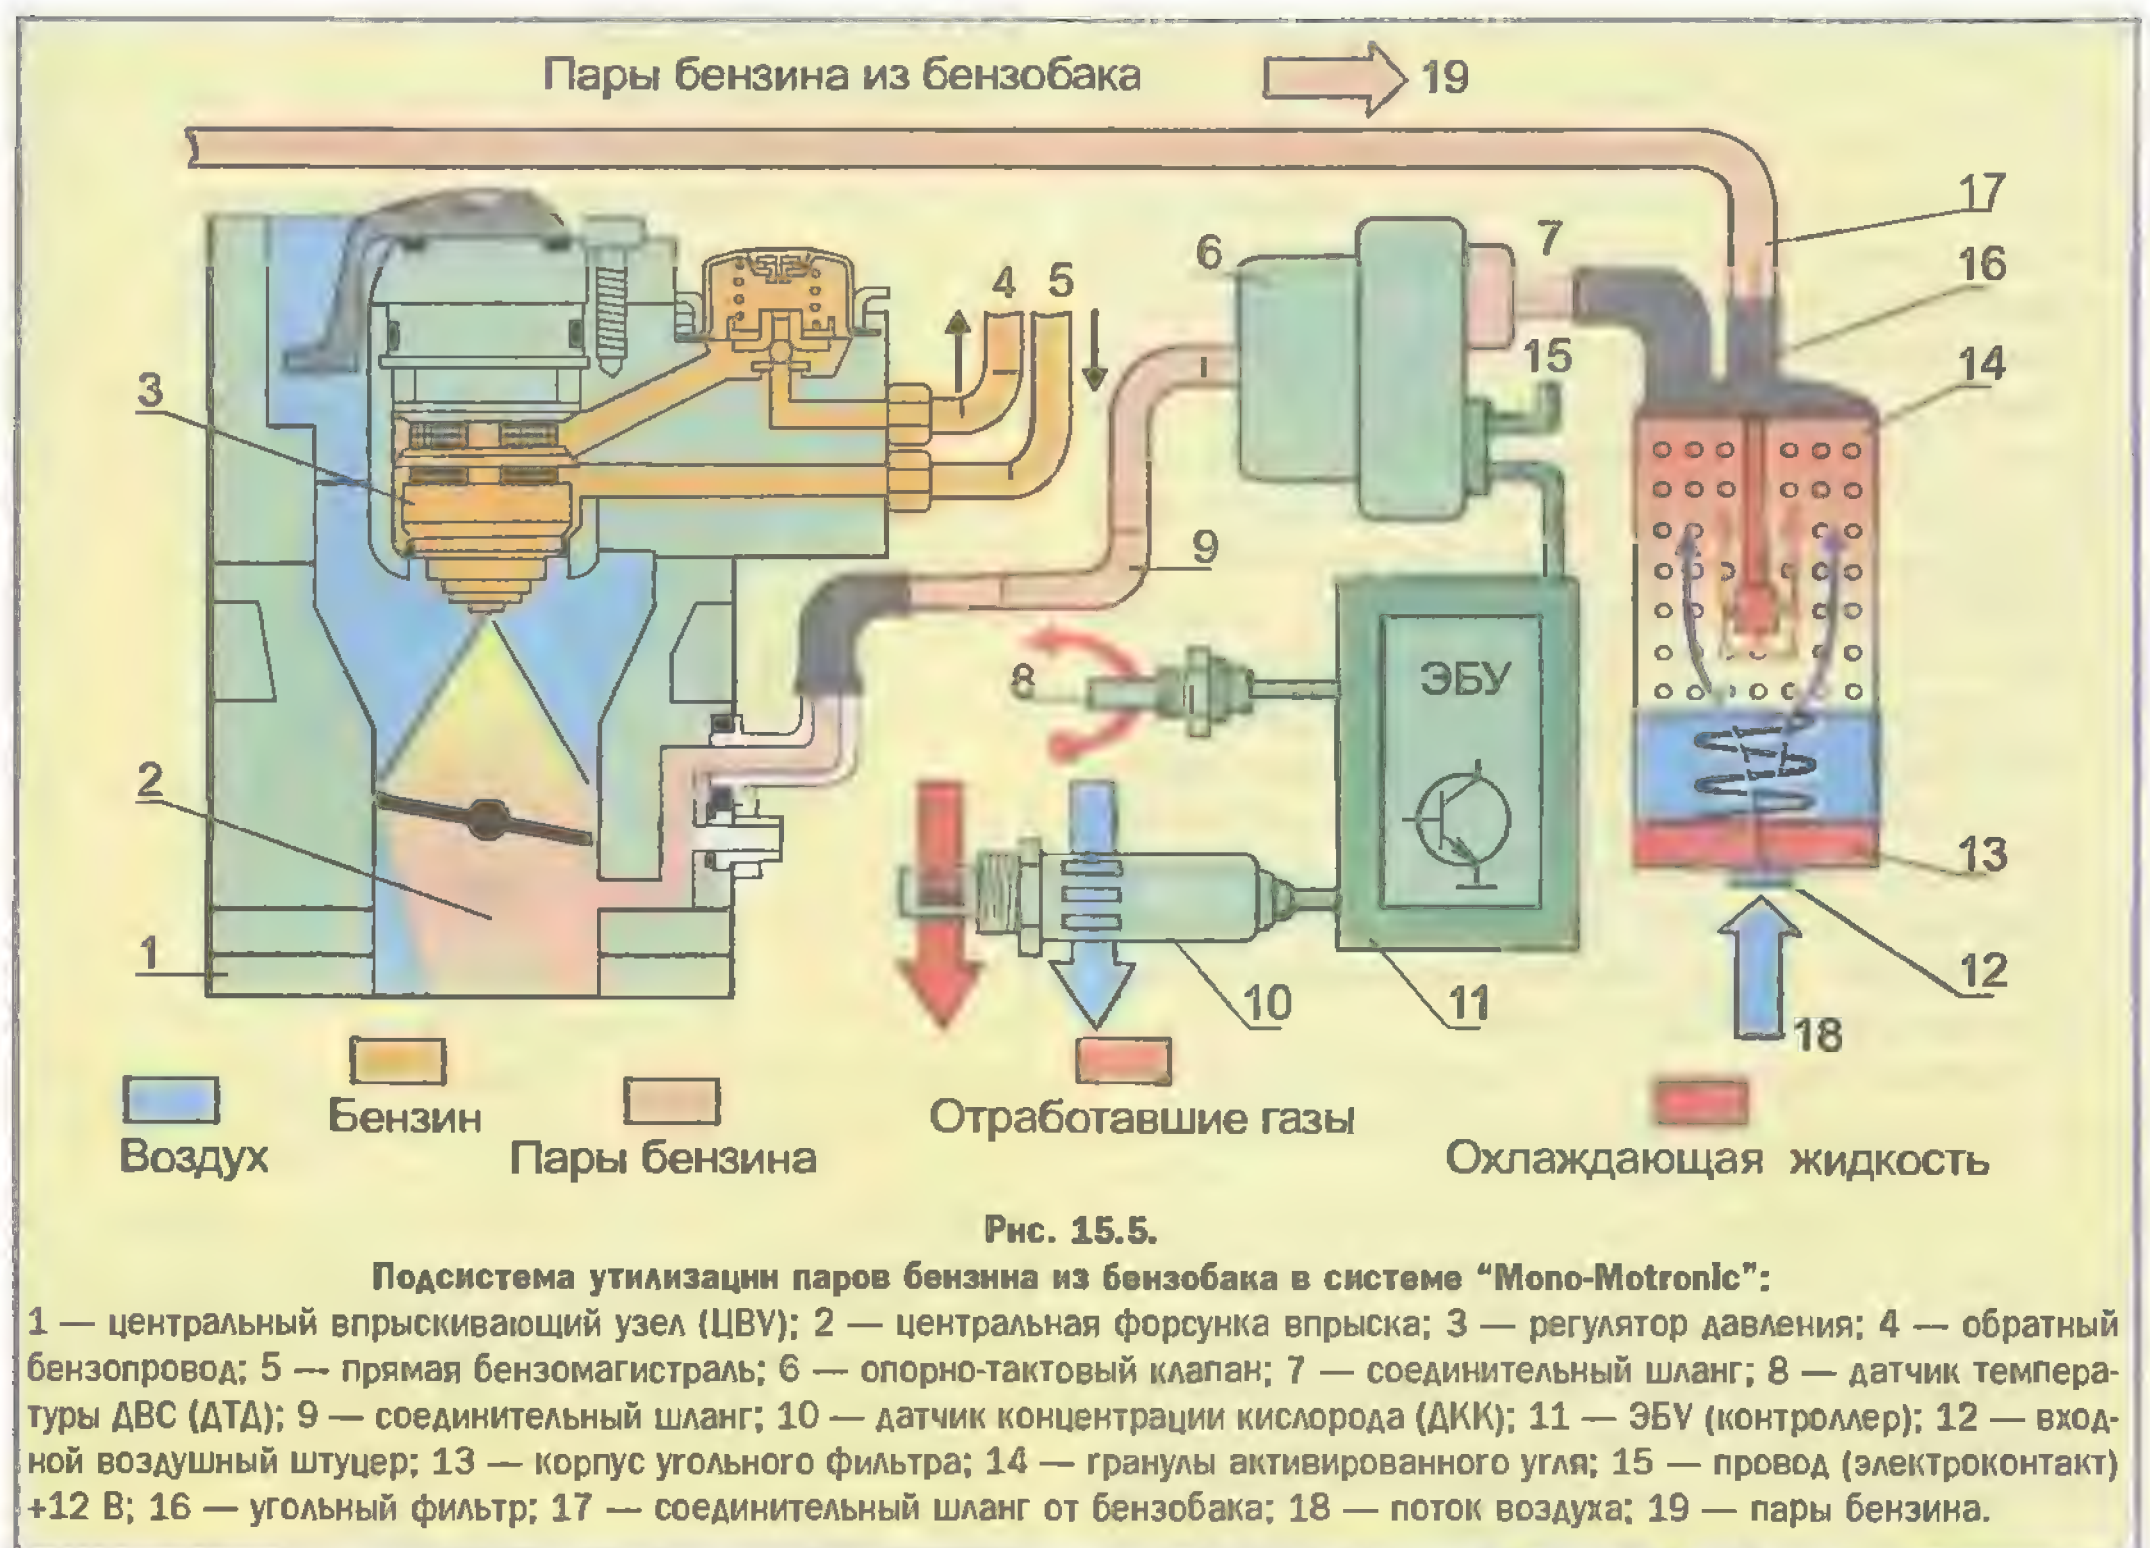 Пары бензина из бензобака 19
17
6
7
16
4 5
15
14
3
9
8
ЭБУ
2
13
1
12
10
11
18
Воздух
Бензин
Пары бензина
Отработавшие газы
Охлаждающая жидкость
Рис. 15.5.
Подсистема утилизации паров бензина из бензобака в системе “Mono-Motronic”:
1 — центральный впрыскивающий узел (ЦВУ); 2 — центральная форсунка впрыска; 3 — регулятор давления; 4 — обратный
бензопровод; 5 — прямая бензомагистраль; 6 — опорно-тактовый клапан; 7 — соединительный шланг; 8 — датчик темпера-
туры ДВС (ДТД); 9 — соединительный шланг; 10 — датчик концентрации кислорода (ДКК); 11 — ЭБУ (контроллер); 12 — вход-
ной воздушный штуцер; 13 — корпус угольного фильтра; 14 — гранулы активированного угля; 15 — провод (электроконтакт)
+12 В; 16 — угольный фильтр; 17 — соединительный шланг от бензобака; 18 — поток воздуха; 19 — пары бензина.